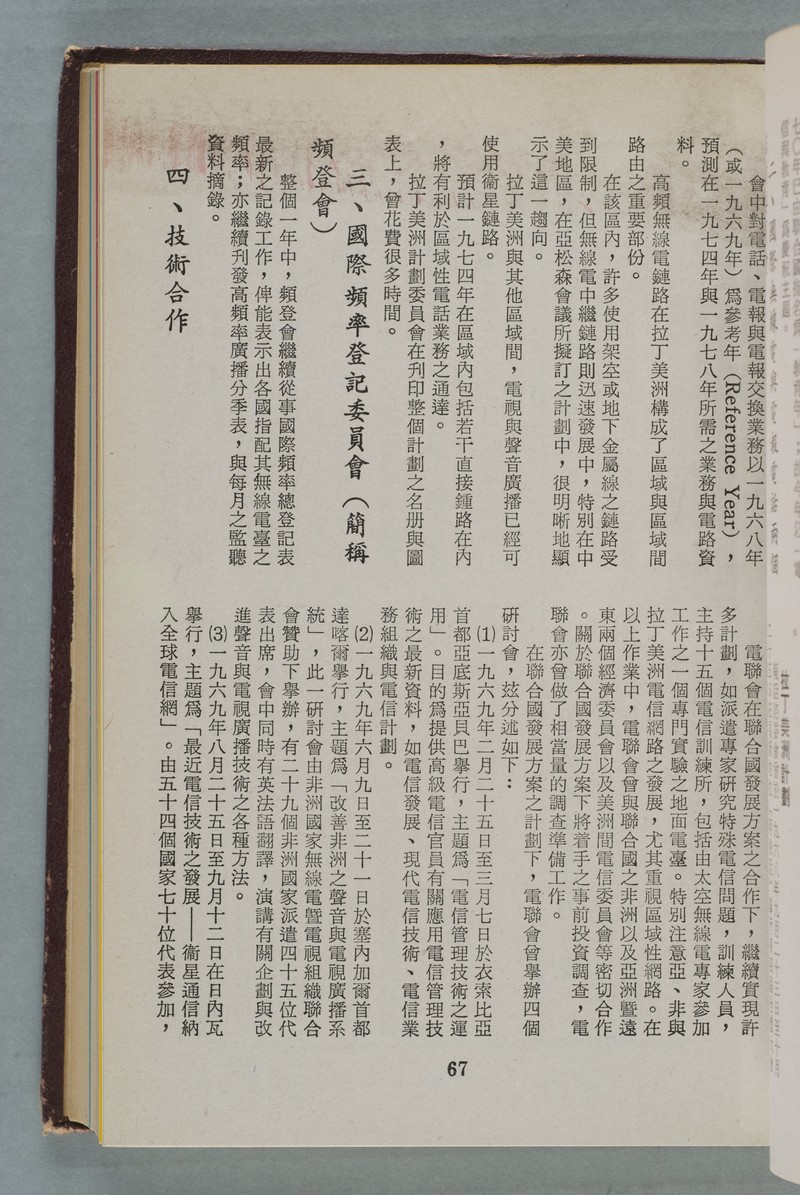 會中對電話、電報與電報交換業務以一九六八年
(或一九六九年)爲參考年(Reference Year),
預測在一九七四年與一九七八年所需之業務與電路資
料。
高頻無線電鏈路在拉丁美洲構成了區域與區域間
路由之重要部份。
在該區內,許多使用架空或地下金屬線之鏈路受
到限制,但無線電中繼鏈路則迅速發展中,特別在中
美地區,在亞松森會議所擬訂之計劃中,很明晰地顯
示了這一趨向。
拉丁美洲與其他區域間,電視與聲音廣播已經可
使用衞星鏈路。
預計一九七四年在區域內包括若干直接鍾路在內
,將有利於區域性電話業務之通達。
拉丁美洲計劃委員會在刋印整個計劃之名册與圖
表上,曾花費很多時間。
三、國際頻率登記委員會(簡稱
頻登會)
整個一年中,頻登會繼續從事國際頻率總登記表
最新之記錄工作,俾能表示出各國指配其無線電臺之
頻率;亦繼續刋發高頻率廣播分季表,與每月之監聽
資料摘錄。
四、技術合作
電聯會在聯合國發展方案之合作下,繼續實現許
多計劃,如派遣專家研究特殊電信問題,訓練人員,
主持十五個電信訓練所,包括由太空無線電專家參加
工作之一個專門實驗之地面電臺。特別注意亞、非與
拉丁美洲電信網路之發展,尤其重視區域性網路。在
以上作業中,電聯會曾與聯合國之非洲以及亞洲暨遠
東兩個經濟委員會以及美洲間電信委員會等密切合作
。關於聯合國發展方案下將着手之事前投資調查,電
聯會亦曾做了相當量的調查準備工作。
在聯合國發展方案之計劃下,電聯會曾舉辦四個
研討會,玆分述如下:
⑴一九六九年二月二十五日至三月七日於衣索比亞
首都亞底斯亞貝巴舉行,主題爲「電信管理技術之運
用」。目的爲提供高級電信官員有關應用電信管理技
術之最新資料,如電信發展、現代電信技術、電信業
務組織與電信計劃。
⑵一九六九年六月九日至二十一日於塞內加爾首都
達喀爾舉行,主題爲「改善非洲之聲音與電視廣播系
統」,此一研討會由非洲國家無線電暨電視組織聯合
會贊助下舉辦,有二十九個非洲國家派遣四十五位代
表出席,會中同時有英法語翻譯,演講有關企劃與改
進聲音與電視廣播技術之各種方法。
⑶一九六九年八月二十五日至九月十二日在日內瓦
舉行,主題爲「最近電信技術之發展——衞星通信納
入全球電信網」。由五十四個國家七十位代表參加,
67